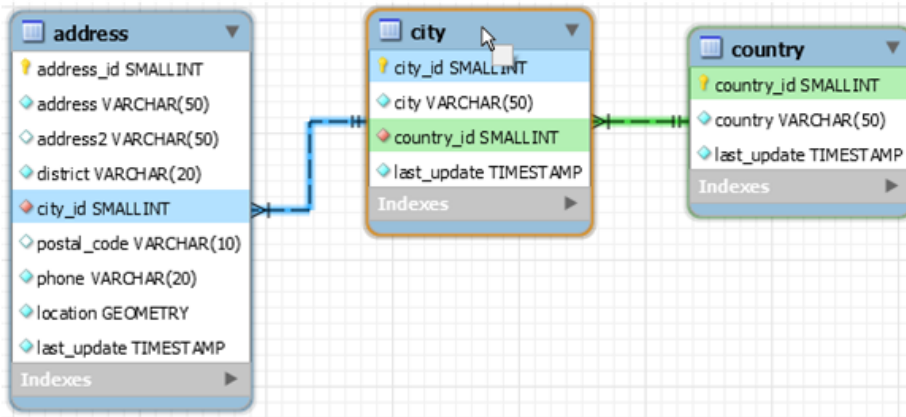 address
address_id SMALLINT
address VARCHAR(50)
address2 VARCHAR(50)
district VARCHAR(20)
city_id SMALLINT
postal_code VARCHAR(10)
phone VARCHAR(20)
location GEOMETRY
last_update TIMESTAMP
Indexes
city
city_id SMALLINT
city VARCHAR(50)
country_id SMALLINT
last_update TIMESTAMP
Indexes
country
country_id SMALLINT
country VARCHAR(50)
last_update TIMESTAMP
Indexes